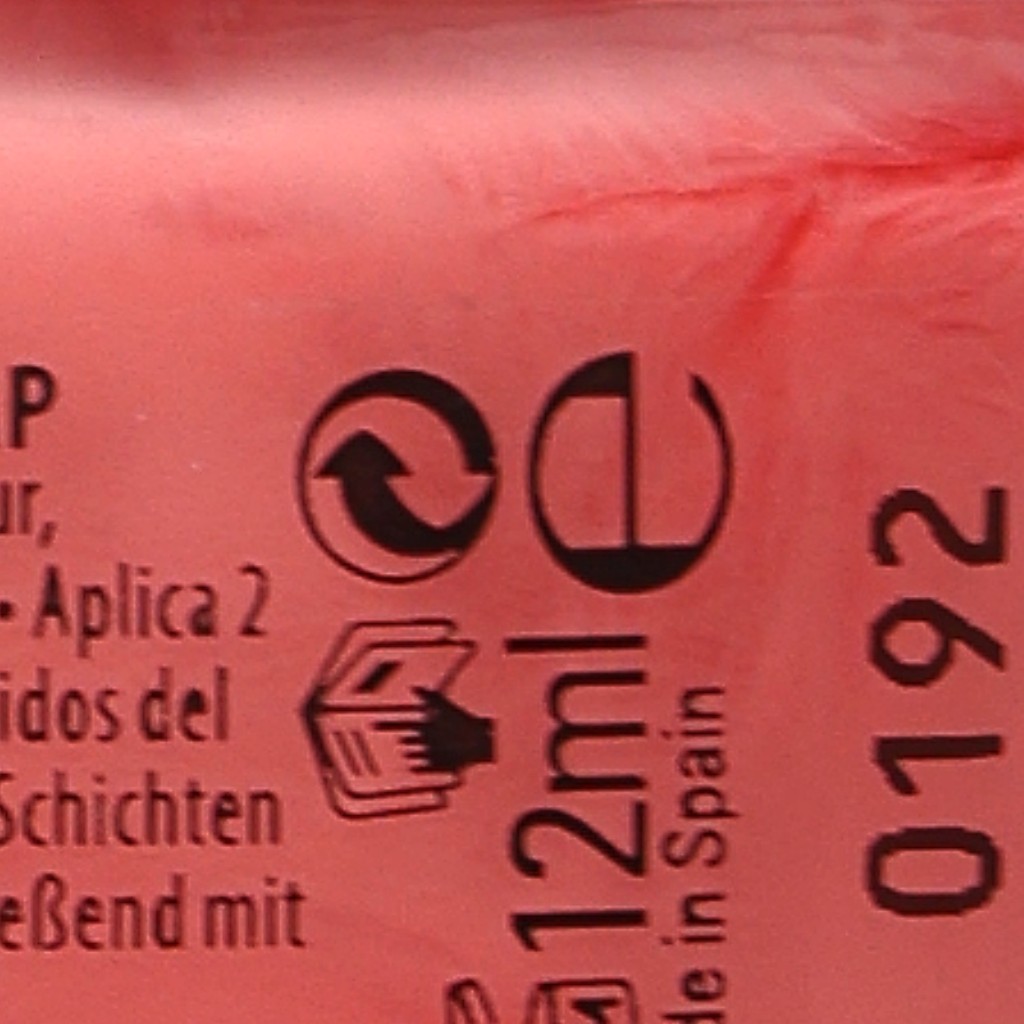 P
ur,
• Aplica 2
idos del
Schichten
eßend mit
12ml e
de in Spain
0192